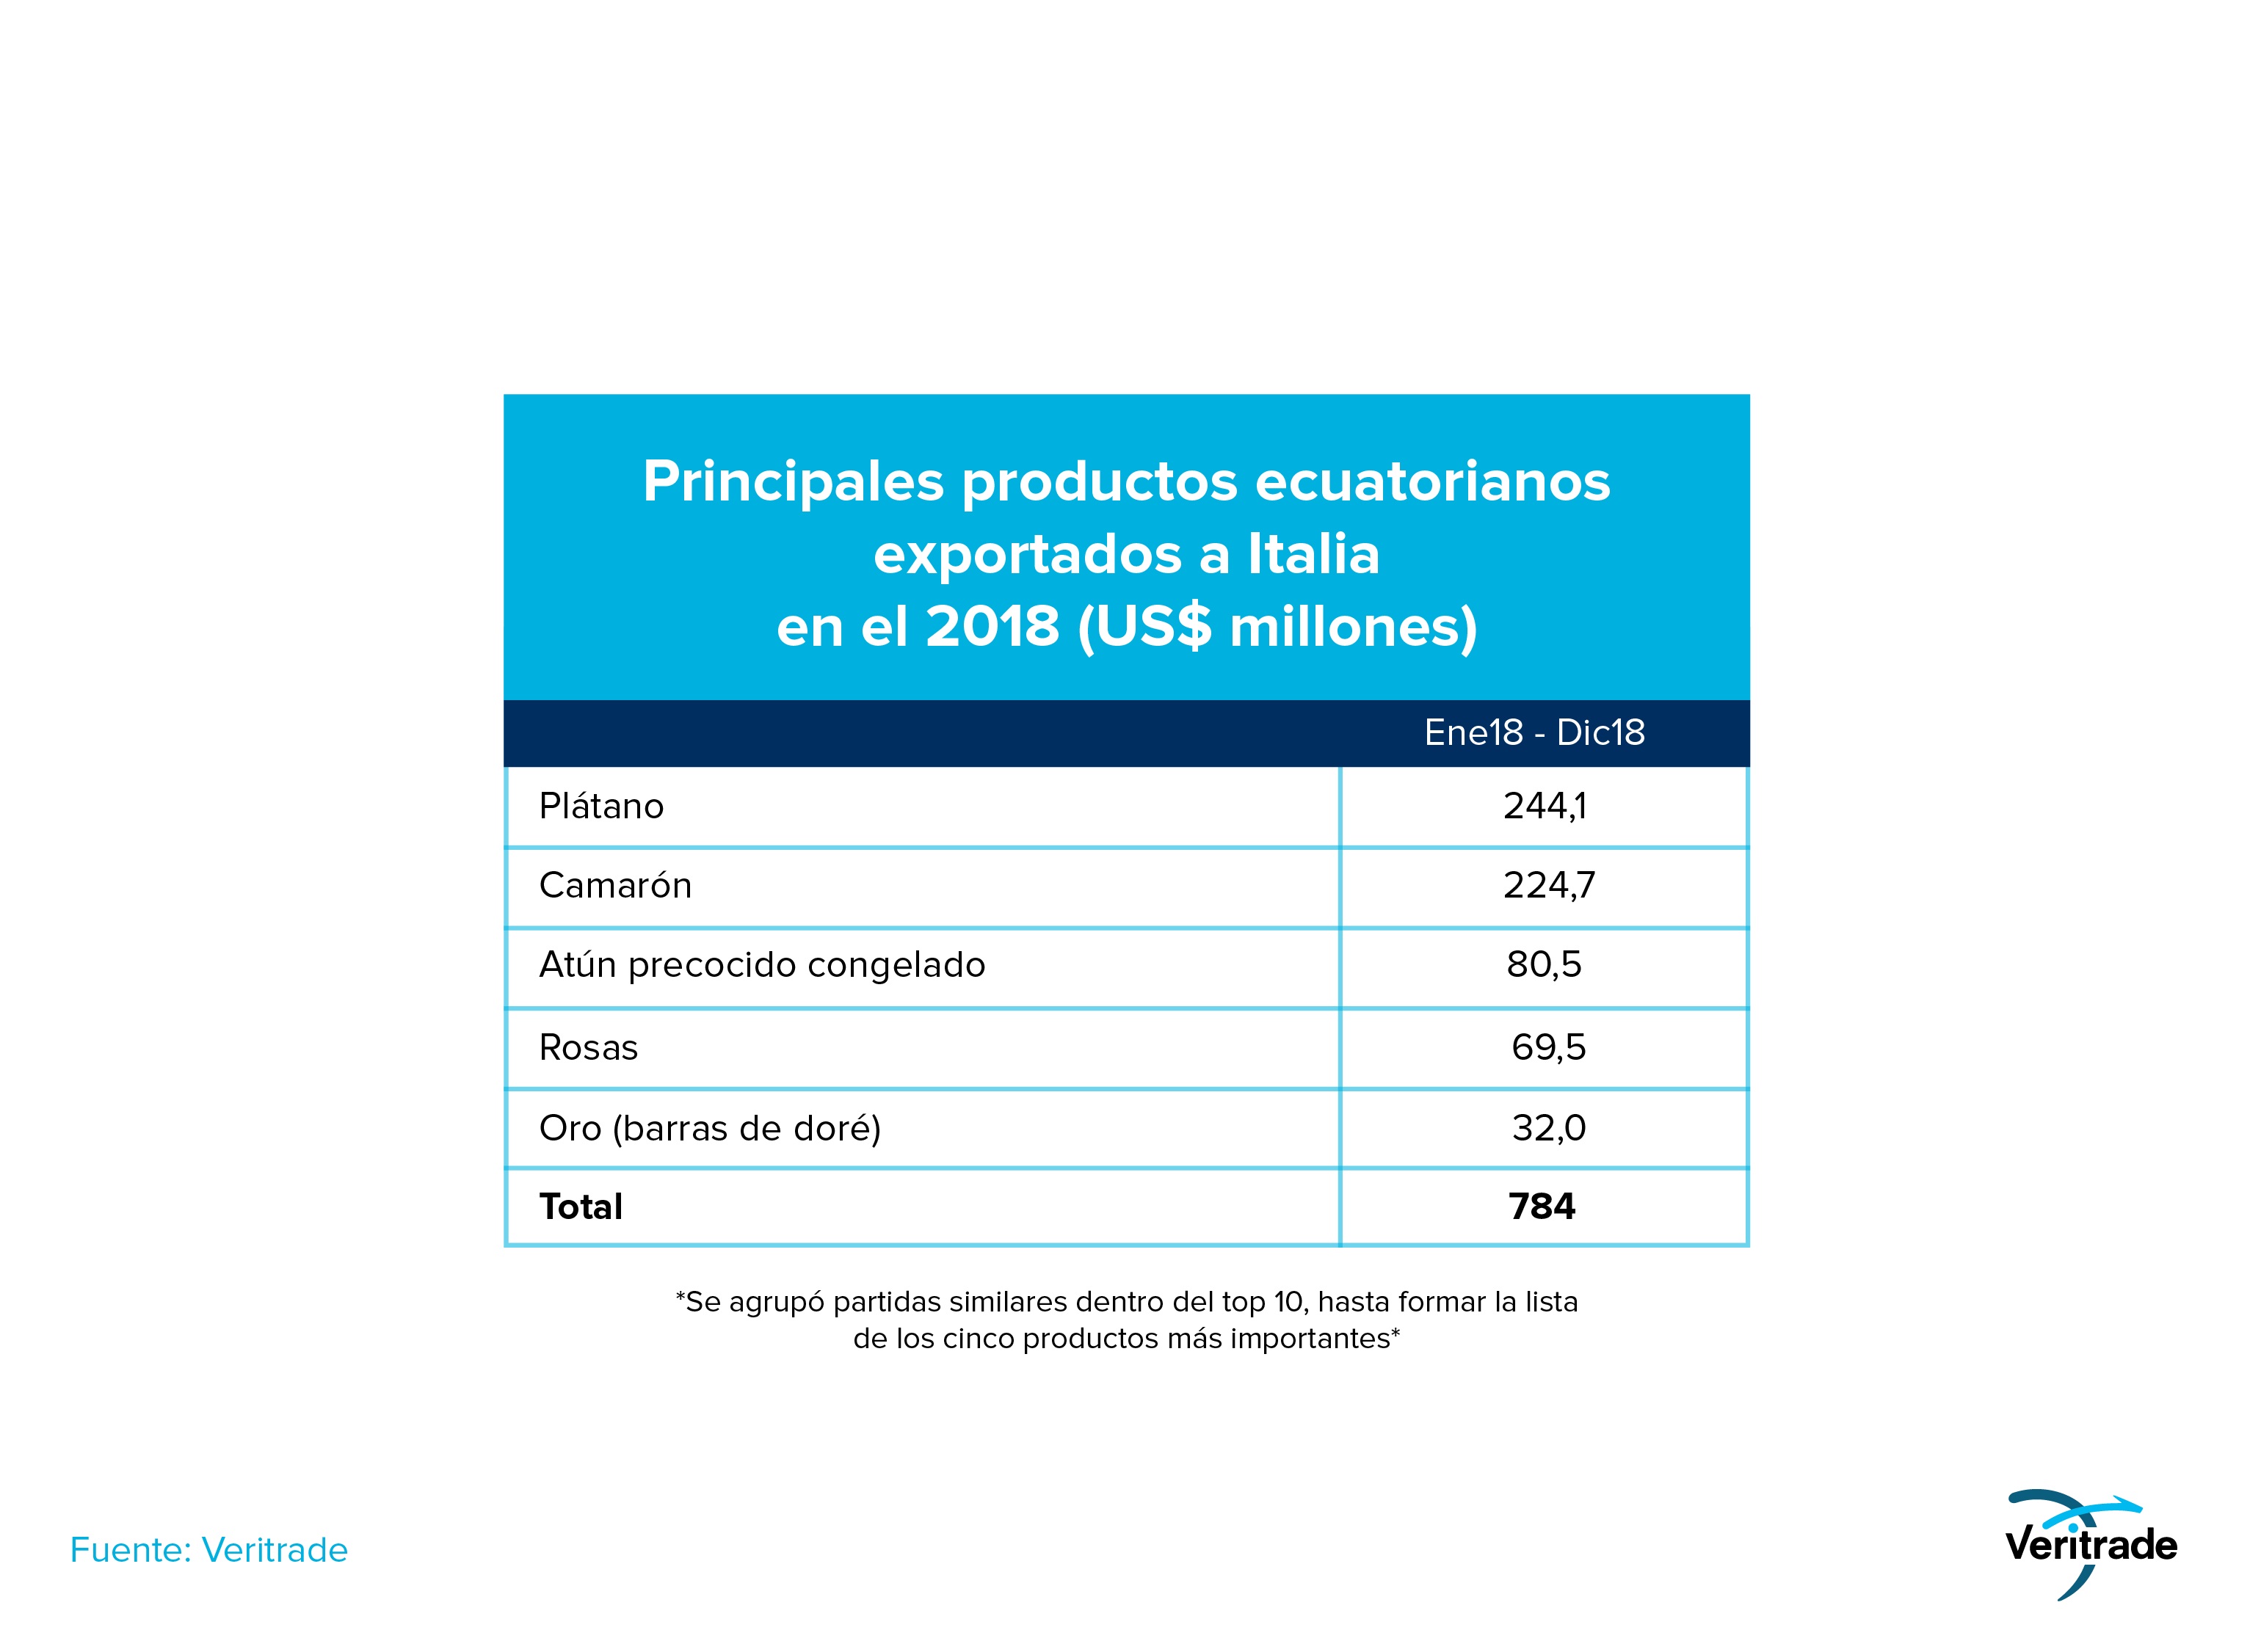 Principales productos ecuatorianos
exportados a Italia
en el 2018 (US$ millones)
Ene18 - Dic18
Plátano 244,1
Camarón 224,7
Atún precocido congelado 80,5
Rosas 69,5
Oro (barras de doré) 32,0
Total 784
*Se agrupó partidas similares dentro del top 10, hasta formar la lista
de los cinco productos más importantes*
Fuente: Veritrade
Veritrade